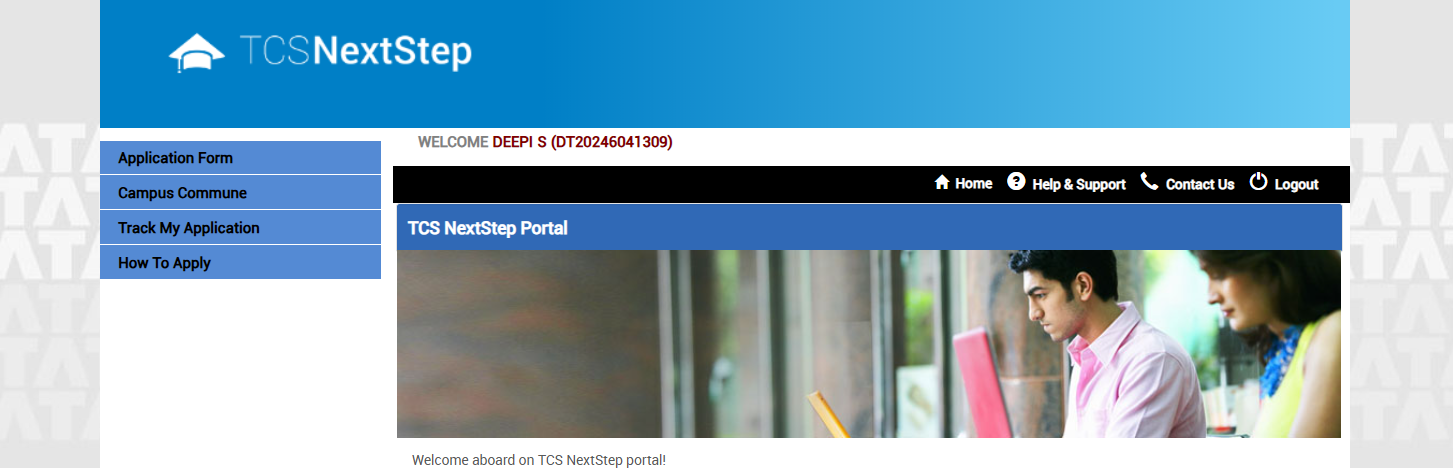 TCSNextStep
WELCOME DEEPI S (DT20246041309)
Application Form
Campus Commune
Track My Application
How To Apply
Home Help & Support Contact Us Logout
TCS NextStep Portal
Welcome aboard on TCS NextStep portal!